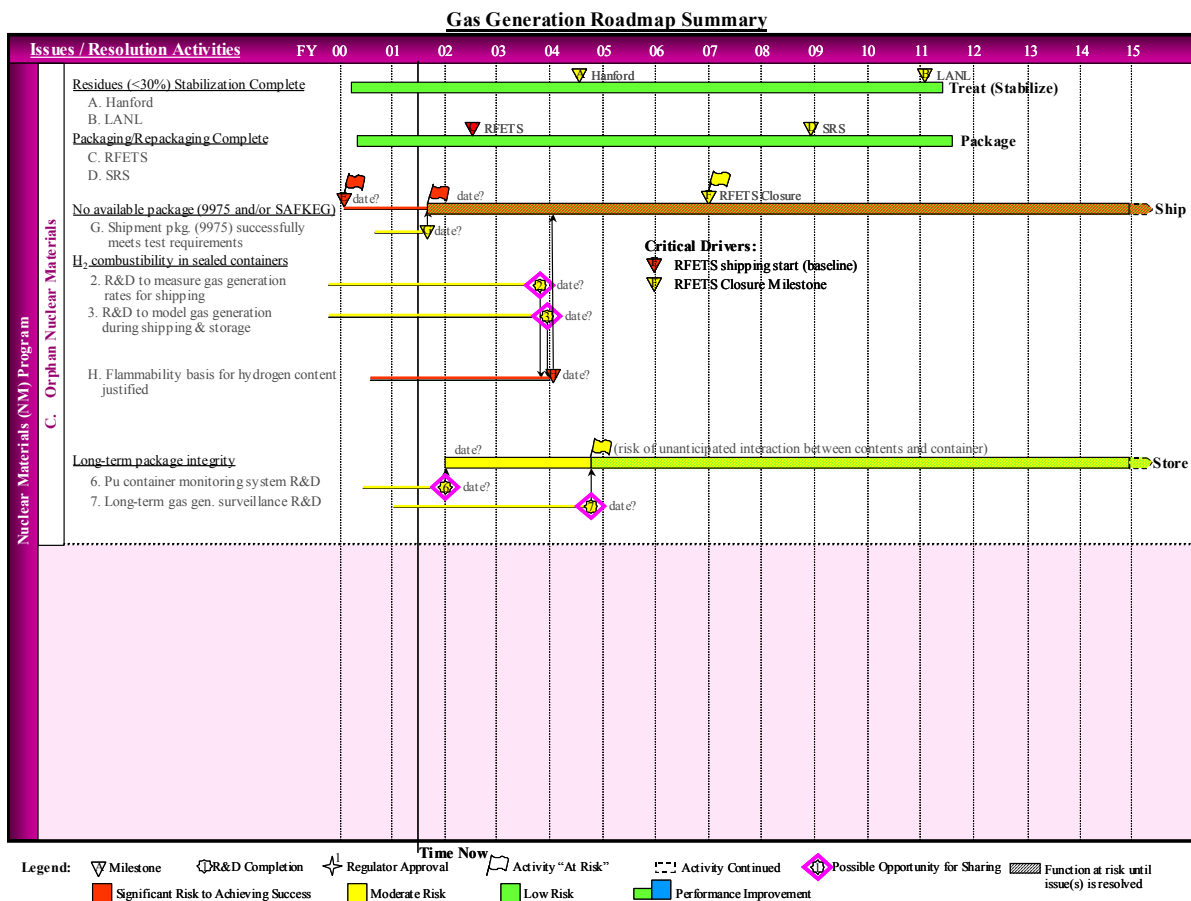 Gas Generation Roadmap Summary
Issues / Resolution Activities FY 00 01 02 03 04 05 06 07 08 09 10 11 12 13 14 15
Nuclear Materials (NM) Program
C. Orphan Nuclear Materials
Residues (<30%) Stabilization Complete
A. Hanford
B. LANL
A Hanford
LANL
Treat (Stabilize)
Packaging/Repackaging Complete
C. RFETS
D. SRS
RFETS
SRS
Package
date?
date?
RFETS Closure
No available package (9975 and/or SAFKEG)
Ship
G. Shipment pkg. (9975) successfully
meets test requirements
G date?
Critical Drivers:
RFETS shipping start (baseline)
RFETS Closure Milestone
H2 combustibility in sealed containers
2. R&D to measure gas generation
rates for shipping
2 date?
3. R&D to model gas generation
during shipping & storage
3 date?
H. Flammability basis for hydrogen content
justified
date?
date?
(risk of unanticipated interaction between contents and container)
Long-term package integrity
Store
6. Pu container monitoring system R&D
6 date?
7. Long-term gas gen. surveillance R&D
7 date?
Time Now
Legend: Milestone R&D Completion 1 Regulator Approval Activity “At Risk” Activity Continued 1 Possible Opportunity for Sharing Function at risk until
issue(s) is resolved
Significant Risk to Achieving Success Moderate Risk Low Risk Performance Improvement